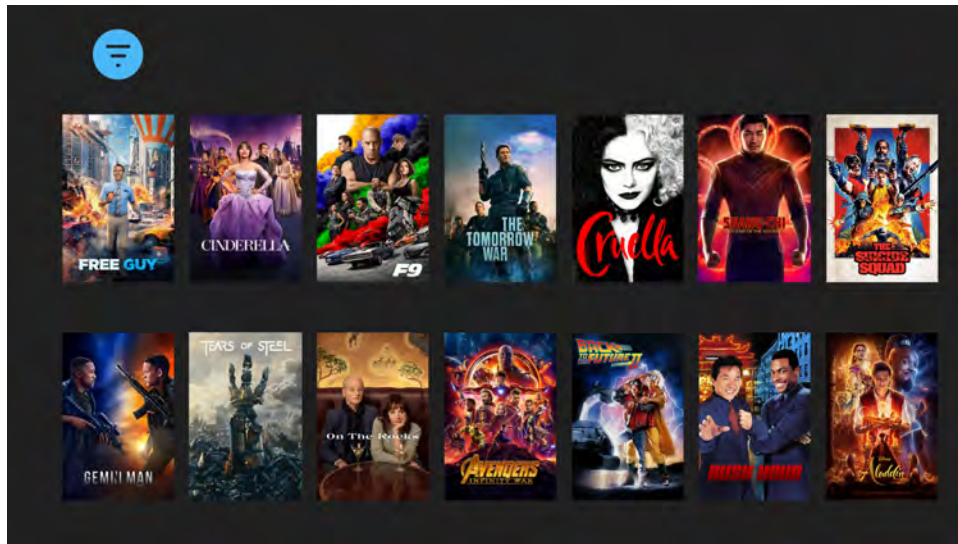 FREE GUY
CINDERELLA
F9
THE
TOMORROW
WAR
Cruella
SHANG-CHI
THE
SUICIDE
SQUAD
GEMINI MAN
TEARS OF STEEL
On The Rocks
AVENGERS
INFINITY WAR
BACK
TO THE
FUTURE II
RUSH HOUR
Disney
Aladdin